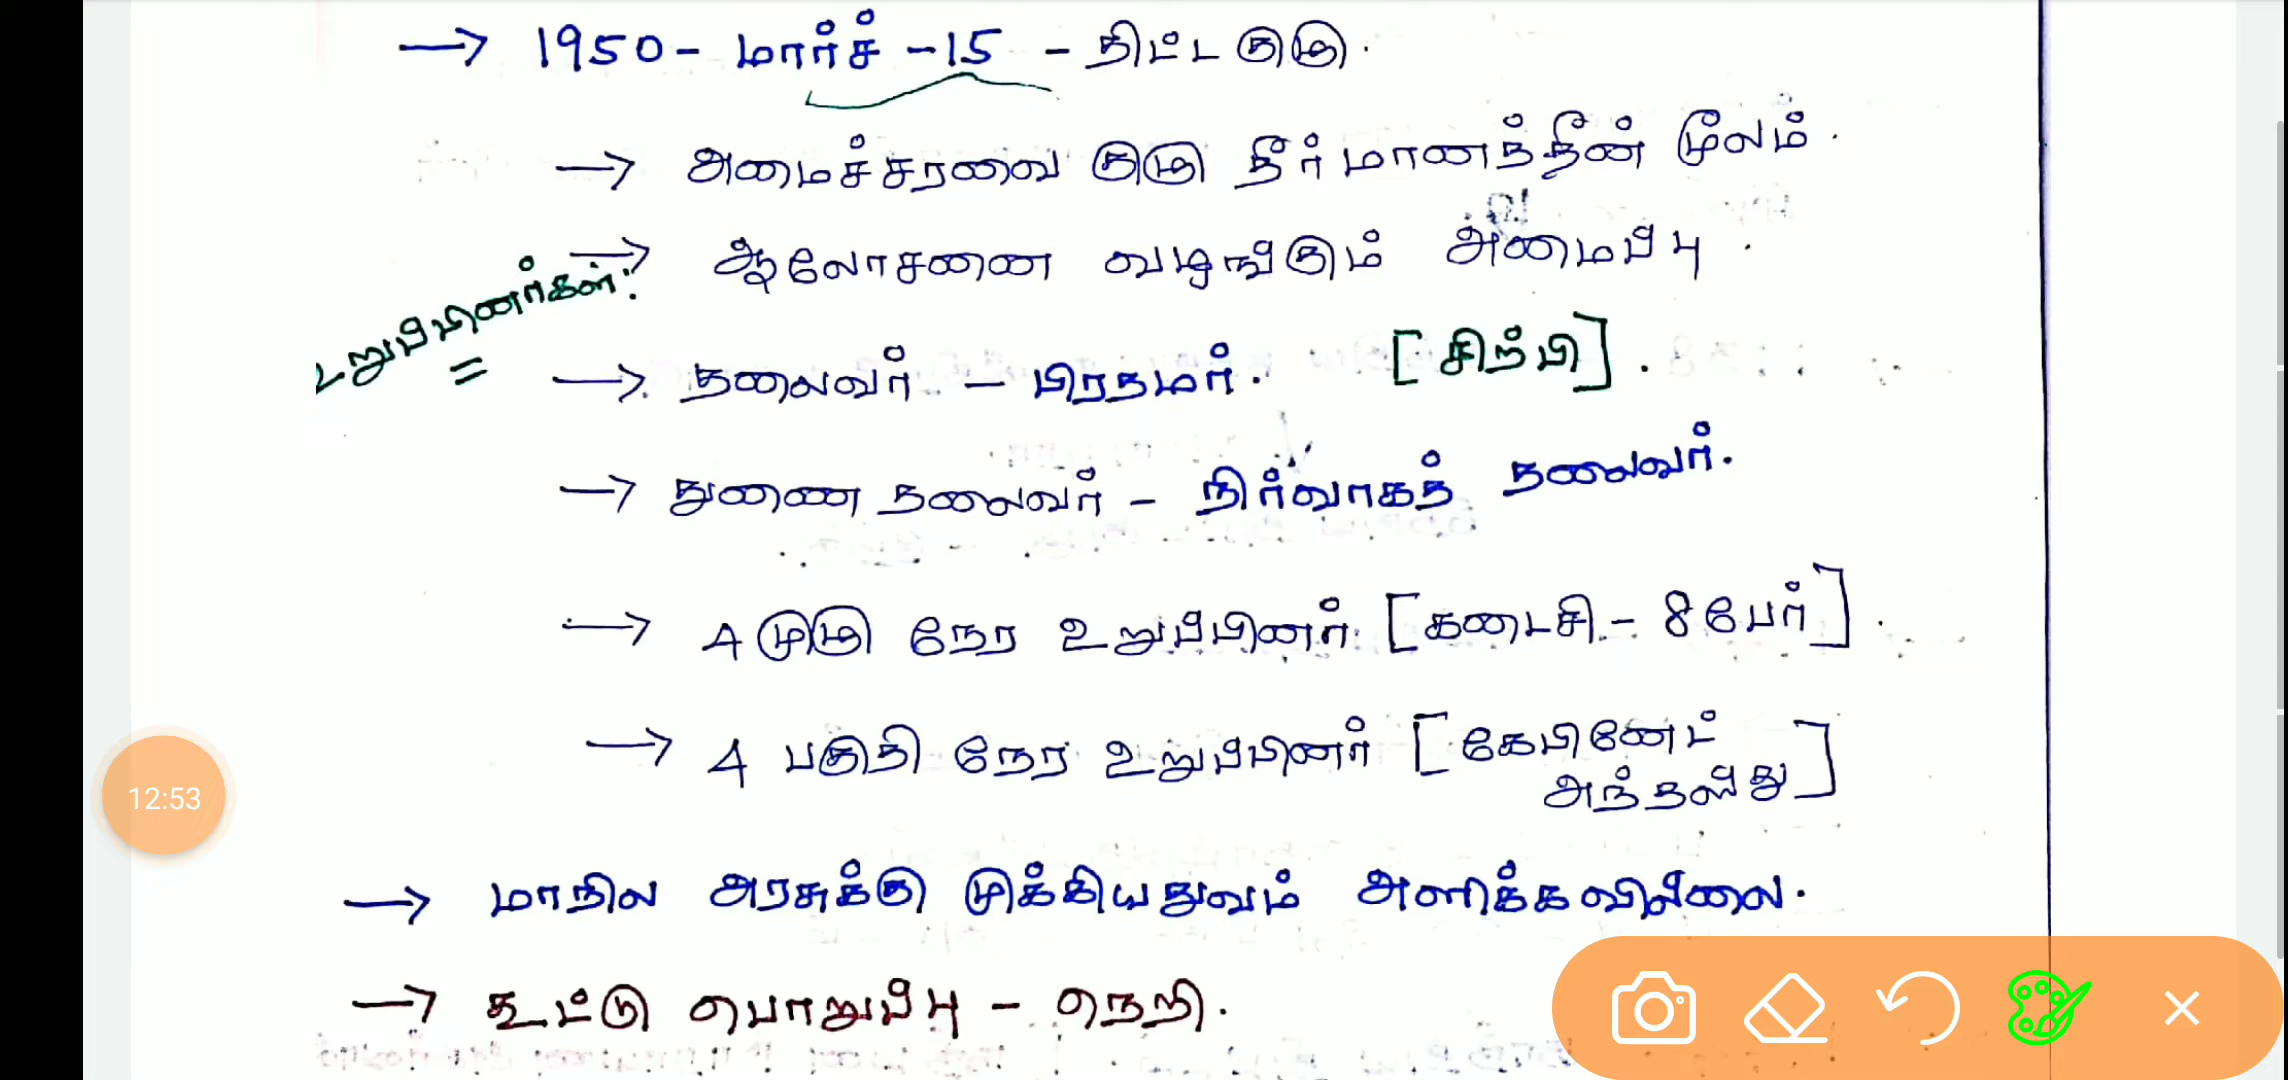 → 1950 - மார்ச் - 15 - திட்டகுழு.
→ அமைச்சரவை குழு தீர்மானத்தின் மூலம்.
→ ஆலோசனை வழங்கும் அமைப்பு.
உறுப்பினர்கள்:
→ தலைவர் - பிரதமர். [சிற்பி].
→ துணை தலைவர் - நிர்வாகத் தலைவர்.
→ 4 முழு நேர உறுப்பினர் [கடைசி - 8 பேர்].
→ 4 பகுதி நேர உறுப்பினர் [கேபினேட்
அந்தஸ்து]
12:53
→ மாநில அரசுக்கு முக்கியதுவம் அளிக்கவில்லை.
→ கூட்டு பொறுப்பு - நெறி.